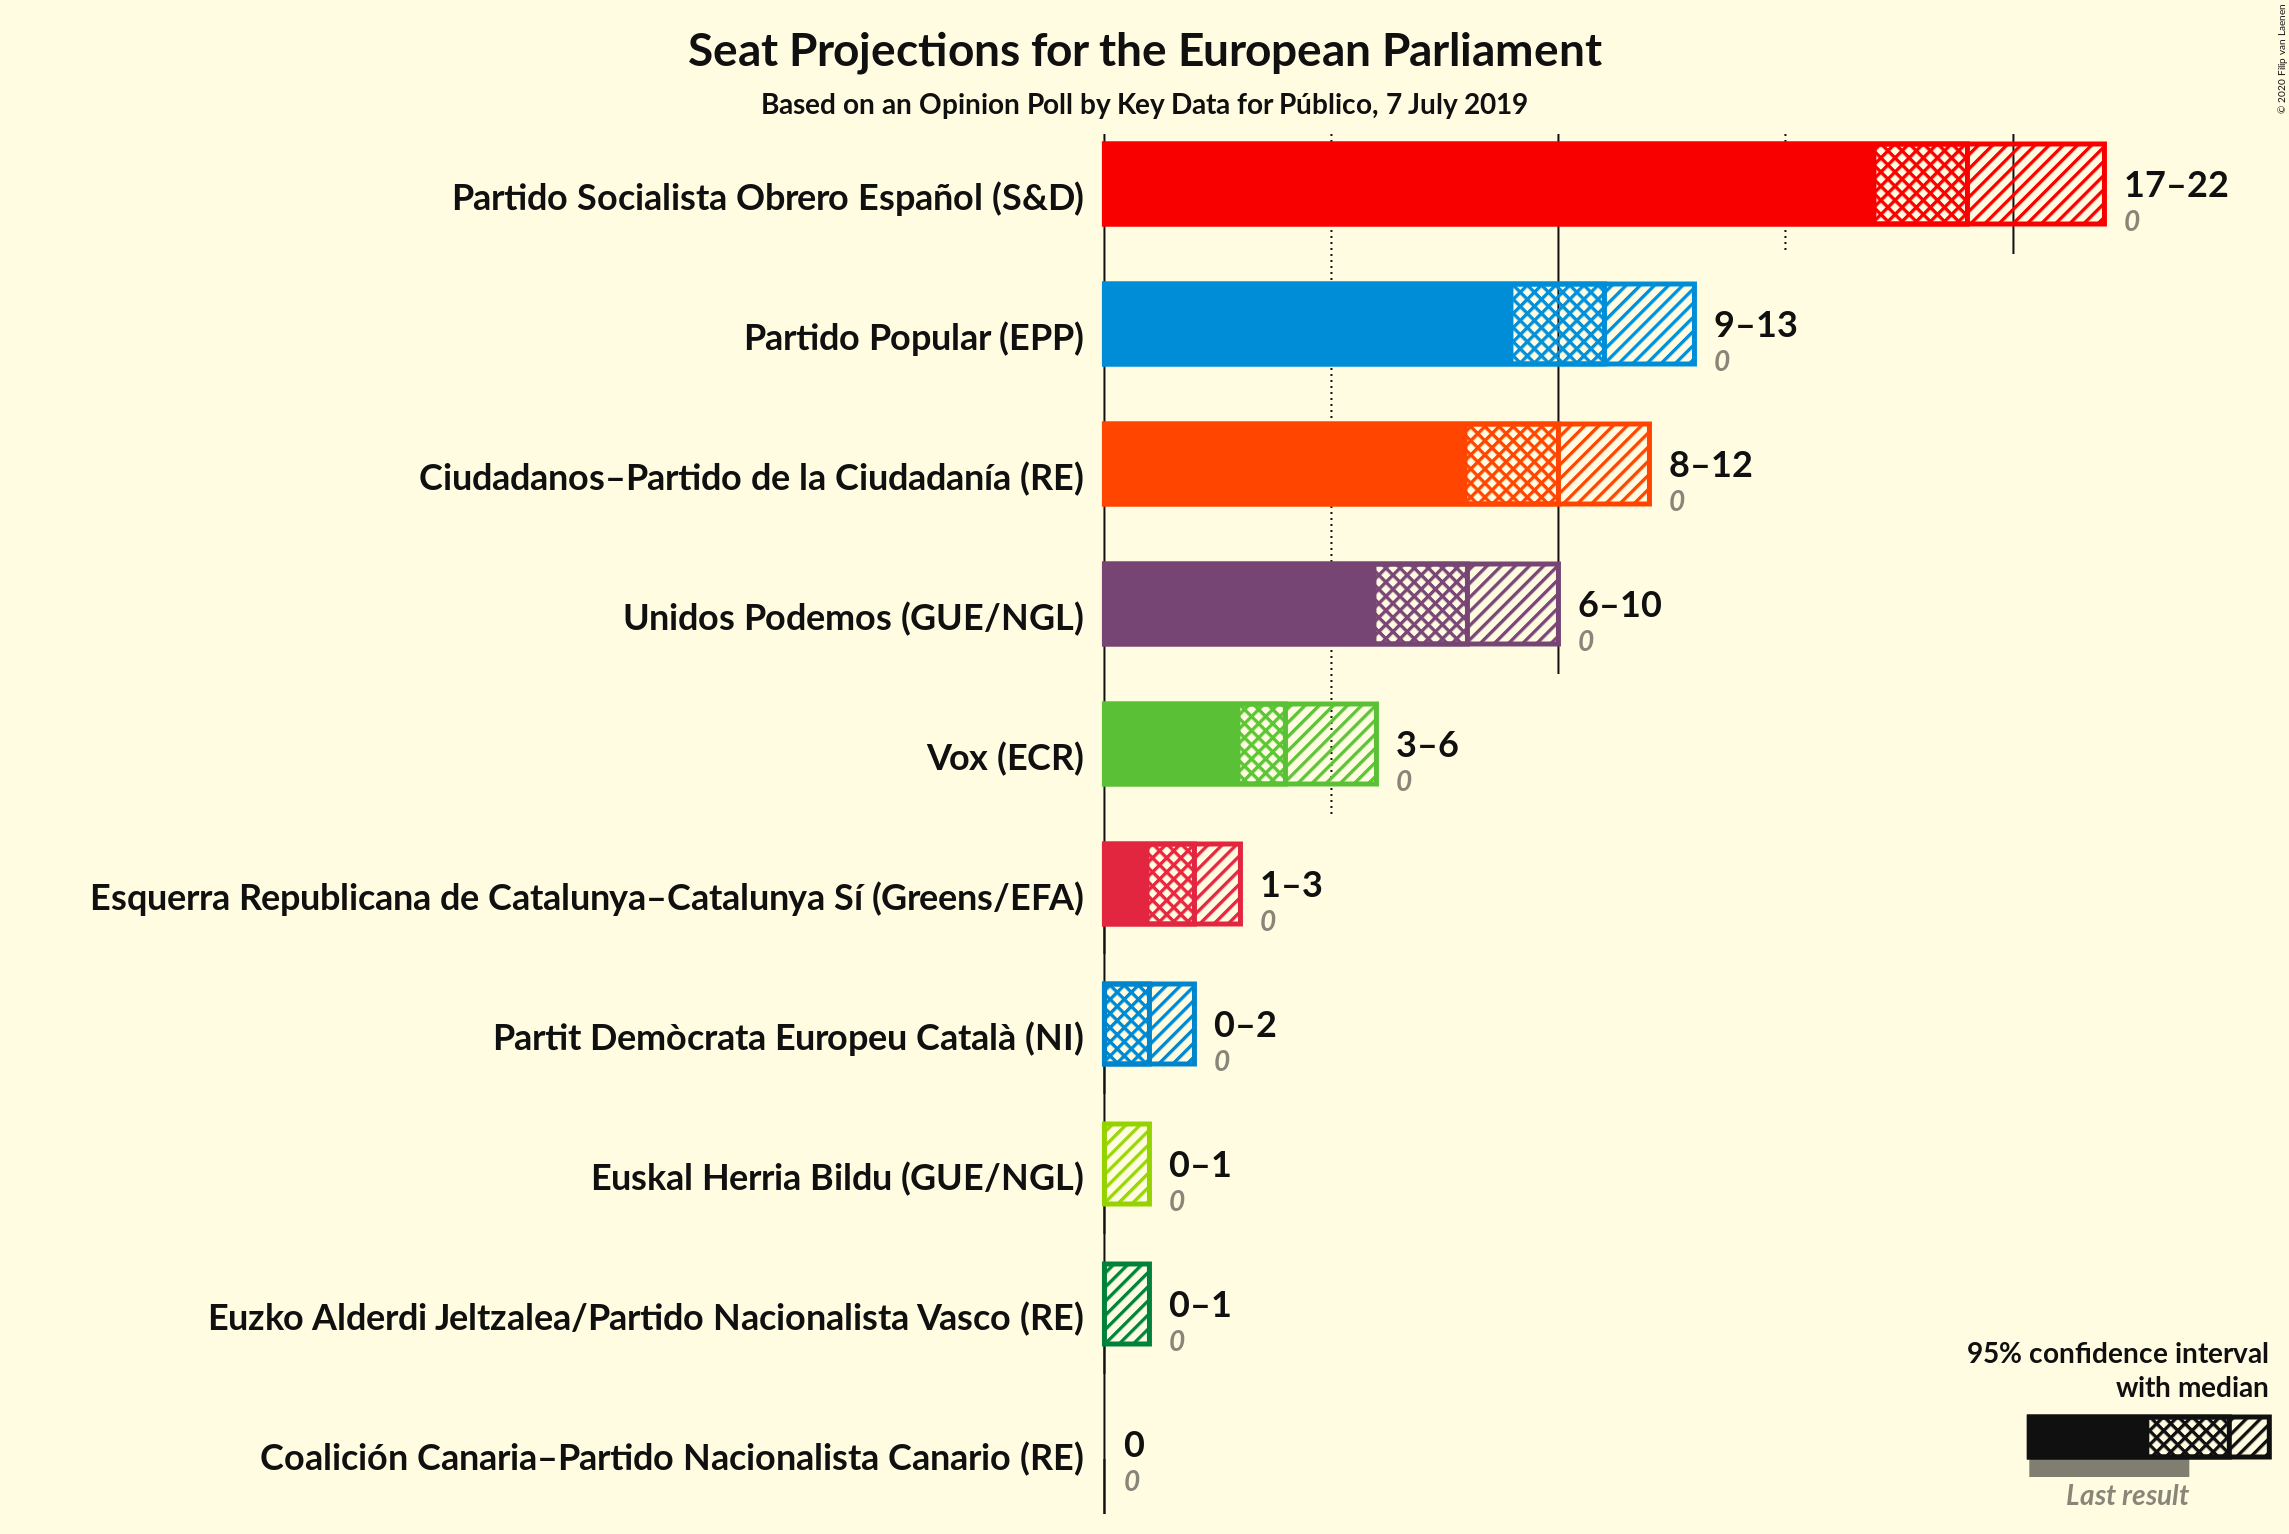 Seat Projections for the European Parliament
Based on an Opinion Poll by Key Data for Público, 7 July 2019
© 2020 Filip van Laenen
Partido Socialista Obrero Español (S&D)
17–22
0
Partido Popular (EPP)
9–13
0
Ciudadanos–Partido de la Ciudadanía (RE)
8–12
0
Unidos Podemos (GUE/NGL)
6–10
0
Vox (ECR)
3–6
0
Esquerra Republicana de Catalunya–Catalunya Sí (Greens/EFA)
1–3
0
Partit Demòcrata Europeu Català (NI)
0–2
0
Euskal Herria Bildu (GUE/NGL)
0–1
0
Euzko Alderdi Jeltzalea/Partido Nacionalista Vasco (RE)
0–1
0
Coalición Canaria–Partido Nacionalista Canario (RE)
0
0
95% confidence interval
with median
Last result